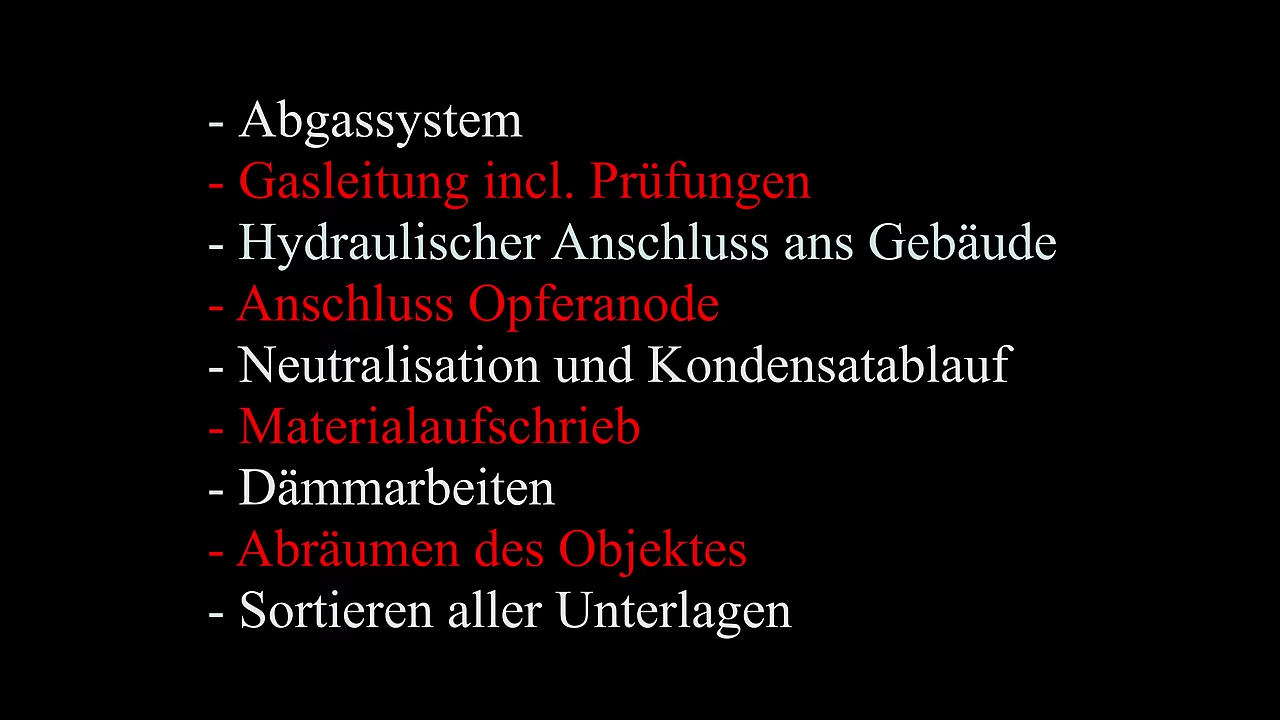 - Abgassystem
- Gasleitung incl. Prüfungen
- Hydraulischer Anschluss ans Gebäude
- Anschluss Opferanode
- Neutralisation und Kondensatablauf
- Materialaufschrieb
- Dämmarbeiten
- Abräumen des Objektes
- Sortieren aller Unterlagen